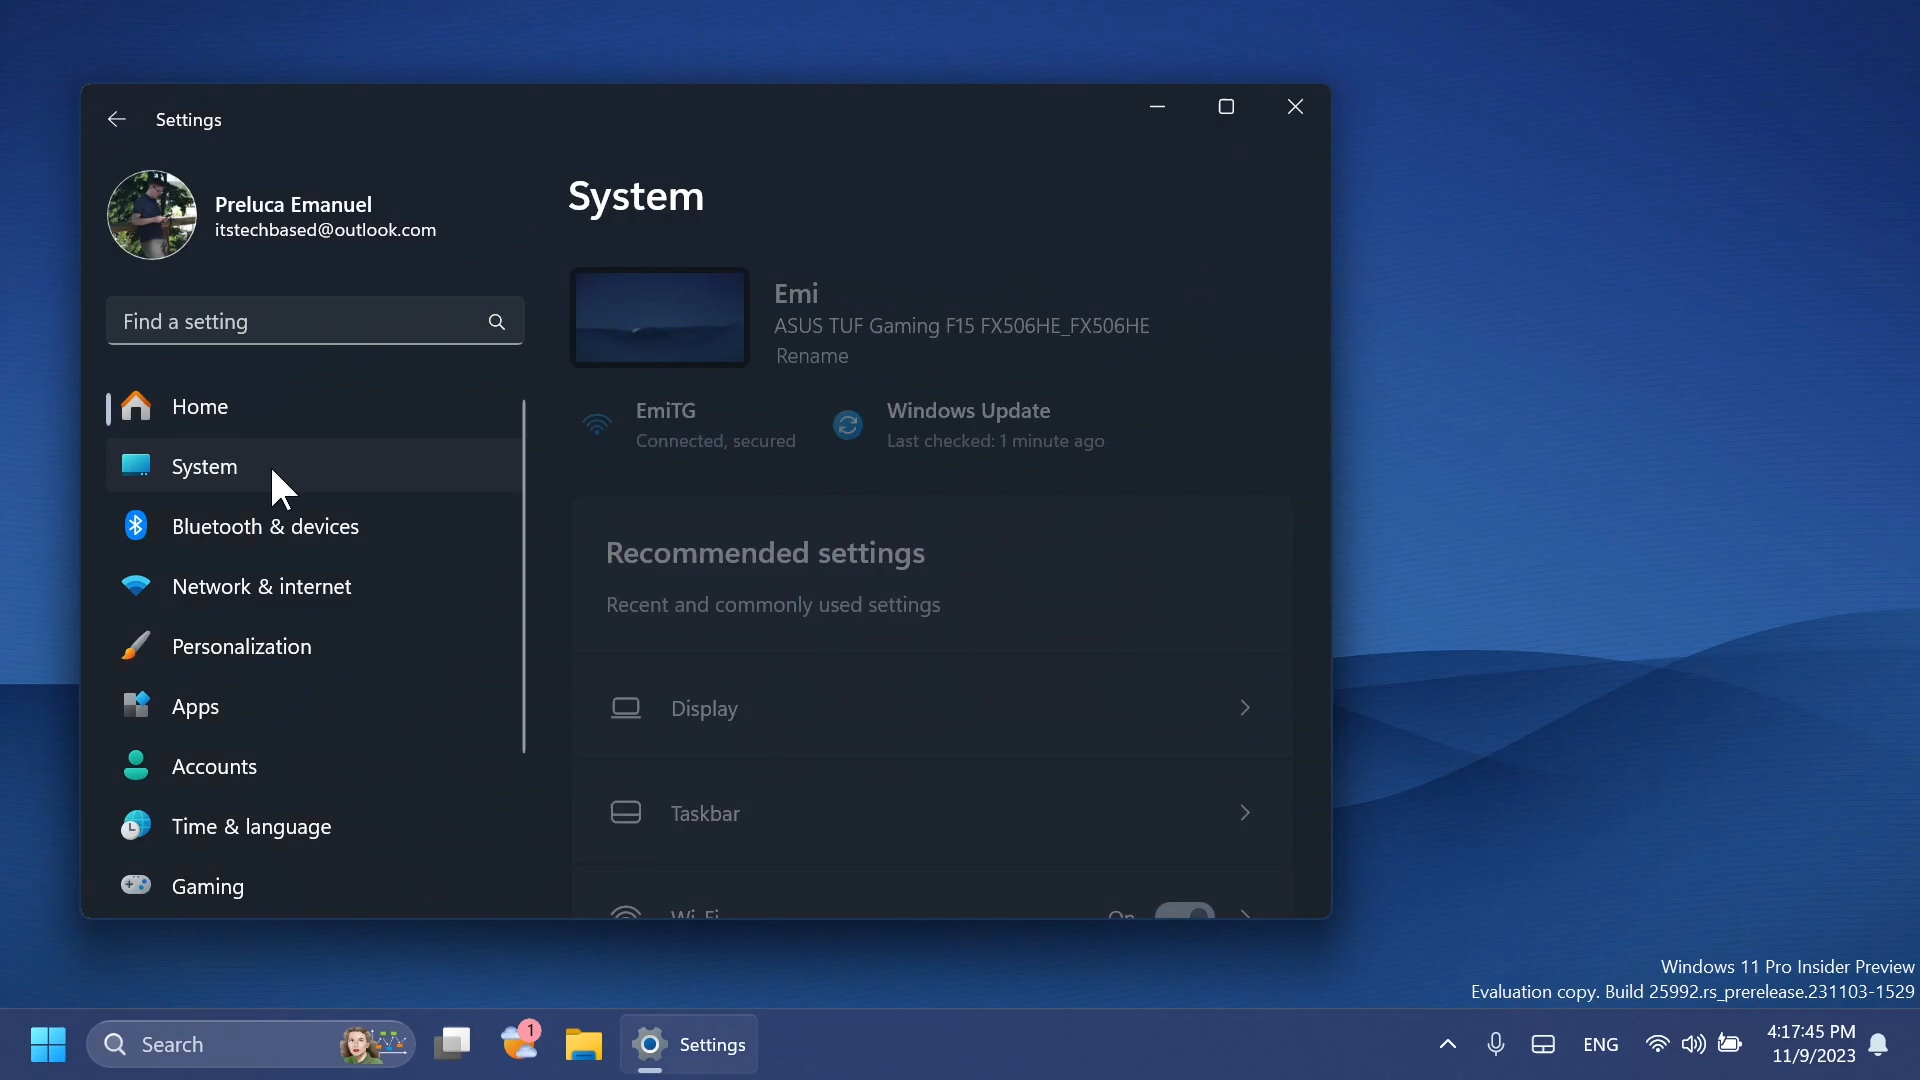 Settings
Preluca Emanuel
itstechbased@outlook.com
Find a setting
Home
System
Bluetooth & devices
Network & internet
Personalization
Apps
Accounts
Time & language
Gaming
System
Emi
ASUS TUF Gaming F15 FX506HE_FX506HE
Rename
EmiTG
Connected, secured
Windows Update
Last checked: 1 minute ago
Recommended settings
Recent and commonly used settings
Display
Taskbar
Wi-Fi
On
Windows 11 Pro Insider Preview
Evaluation copy. Build 25992.rs_prerelease.231103-1529
Search
1
Settings
ENG
4:17:45 PM
11/9/2023